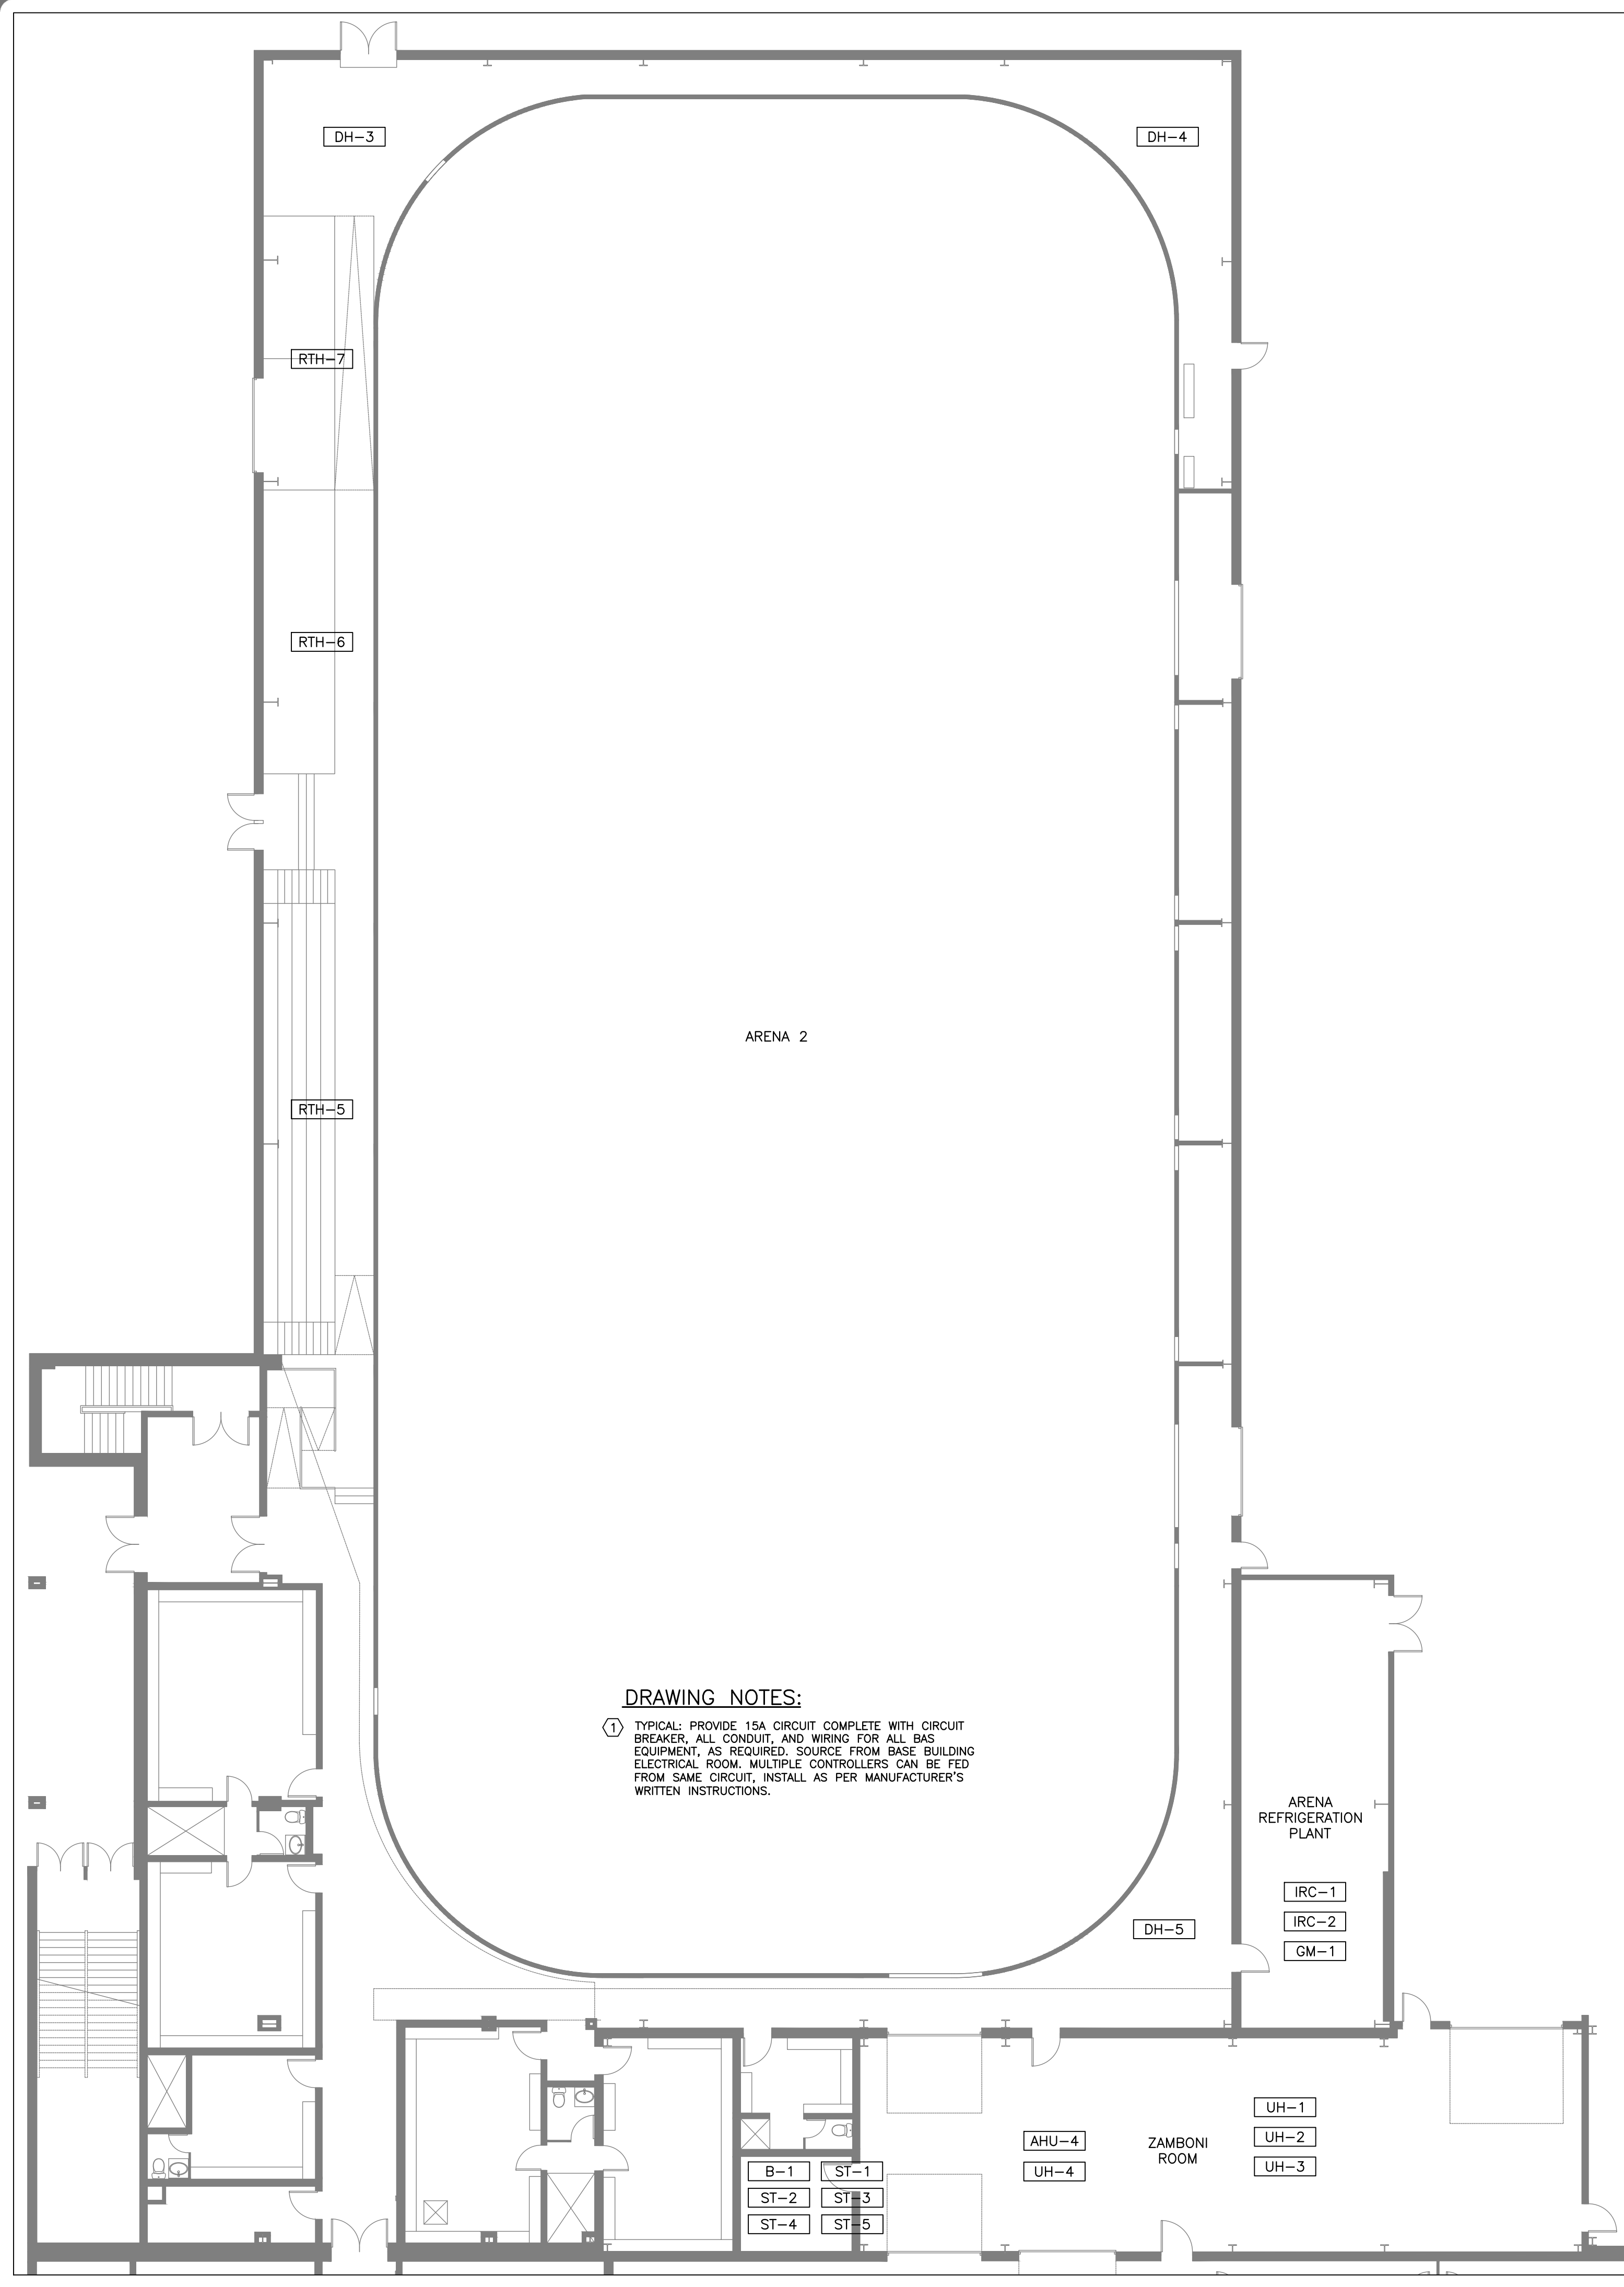 DH-3
DH-4
RTH-7
RTH-6
ARENA 2
RTH-5
DRAWING NOTES:
1 TYPICAL: PROVIDE 15A CIRCUIT COMPLETE WITH CIRCUIT
BREAKER, ALL CONDUIT, AND WIRING FOR ALL BAS
EQUIPMENT, AS REQUIRED. SOURCE FROM BASE BUILDING
ELECTRICAL ROOM. MULTIPLE CONTROLLERS CAN BE FED
FROM SAME CIRCUIT, INSTALL AS PER MANUFACTURER'S
WRITTEN INSTRUCTIONS.
ARENA
REFRIGERATION
PLANT
IRC-1
IRC-2
GM-1
DH-5
UH-1
UH-2
UH-3
AHU-4
UH-4
ZAMBONI
ROOM
B-1 ST-1
ST-2 ST-3
ST-4 ST-5